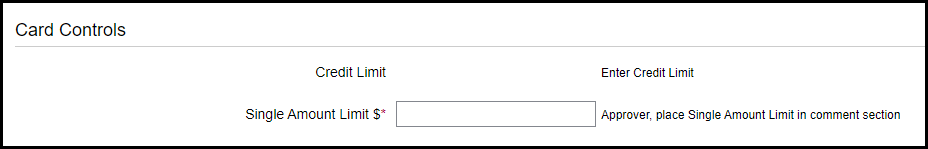 Card Controls
Credit Limit Enter Credit Limit
Single Amount Limit $* Approver, place Single Amount Limit in comment section